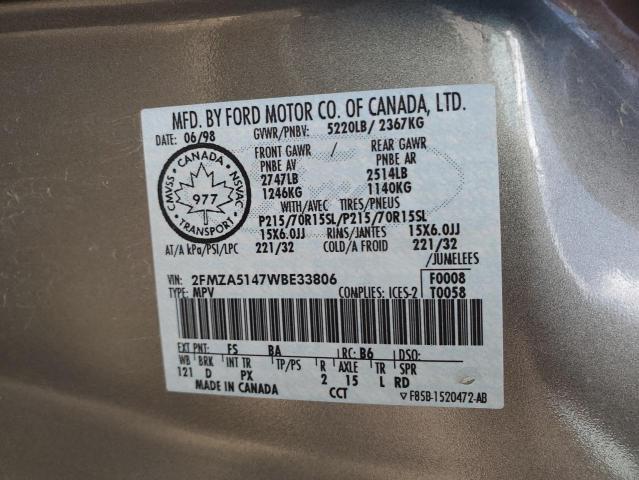 MFD. BY FORD MOTOR CO. OF CANADA, LTD.
DATE: 06/98 GVWR/PNBV: 5220LB/ 2367KG
FRONT GAWR / REAR GAWR
PNBE AV PNBE AR
2747LB 2514LB
1246KG 1140KG
CANADA
CMVSS NSVAC
977
TRANSPORT
WITH/AVEC TIRES/PNEUS
P215/70R15SL/P215/70R15SL
15X6.0JJ RIMS/JANTES 15X6.0JJ
AT/A kPa/PSI/LPC 221/32 COLD/A FROID 221/32
/JUMELEES
VIN: 2FMZA5147WBE33806 F0008
TYPE: MPV COMPLIES: ICES-2 T0058
EXT PNT: FS BA RC: B6 DSO:
WB BRK INT TR TP/PS R AXLE TR SPR
121 D PX 2 15 L RD
MADE IN CANADA CCT F85B-1520472-AB